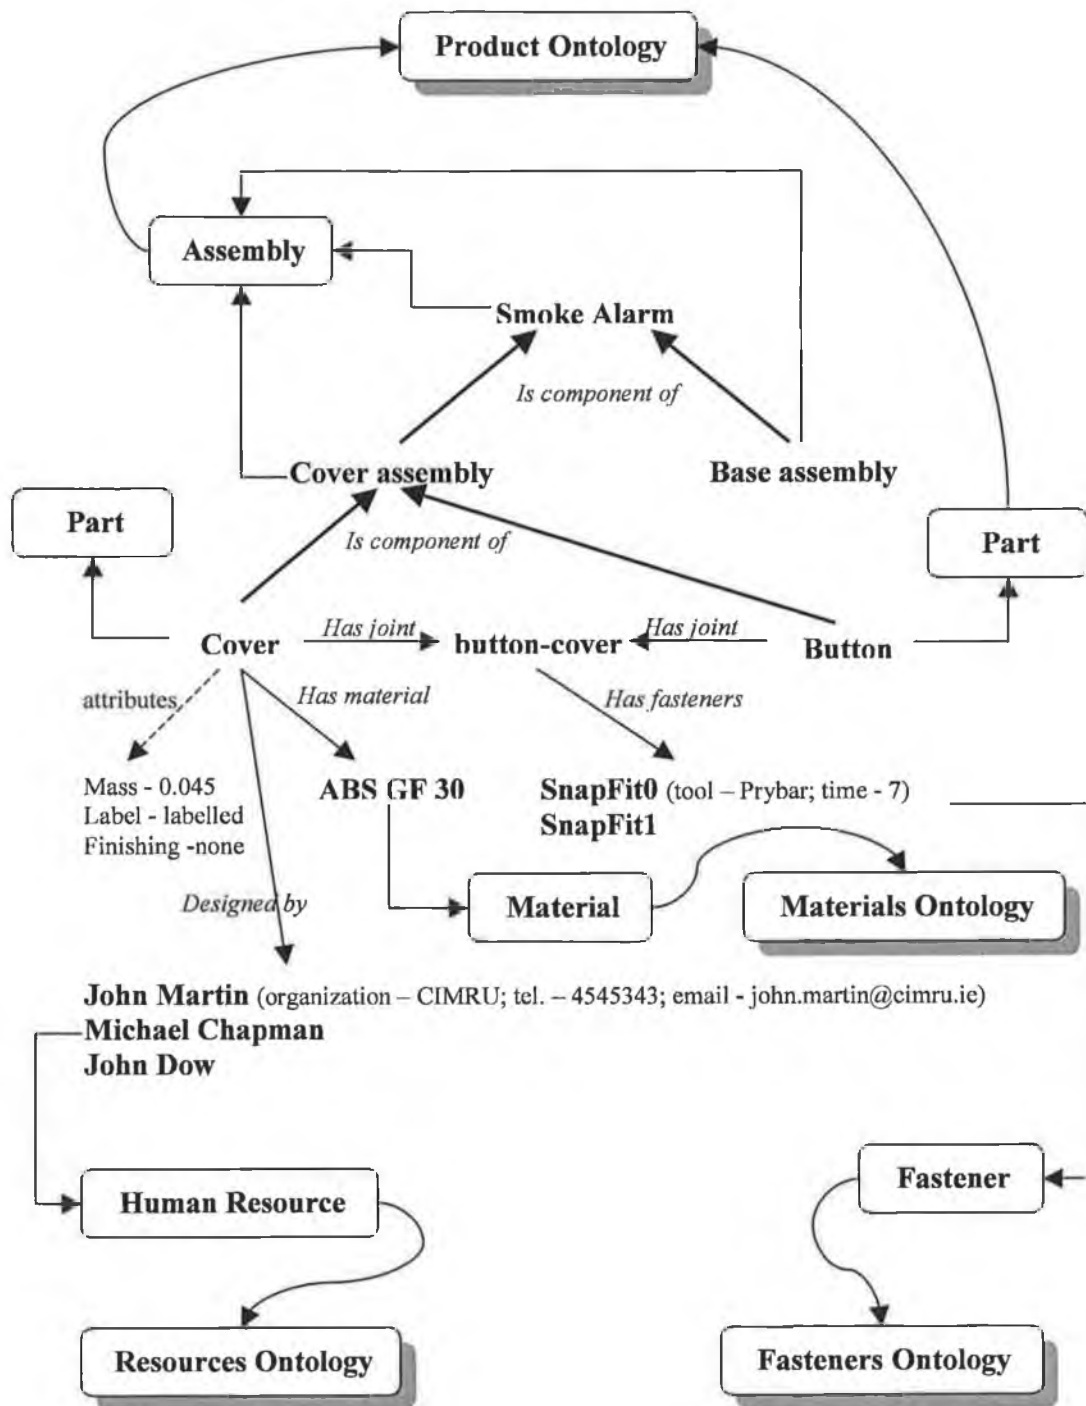 Product Ontology
Assembly
Smoke Alarm
Is component of
Cover assembly
Base assembly
Part
Is component of
Part
Cover
Has joint
button-cover
Has joint
Button
attributes
Has material
Has fasteners
Mass - 0.045
Label - labelled
Finishing -none
ABS GF 30
SnapFit0 (tool – Prybar; time - 7)
SnapFit1
Designed by
Material
Materials Ontology
John Martin (organization – CIMRU; tel. – 4545343; email - john.martin@cimru.ie)
Michael Chapman
John Dow
Human Resource
Fastener
Resources Ontology
Fasteners Ontology